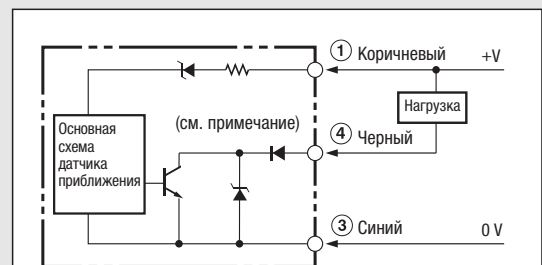 ① Коричневый
+V
Нагрузка
Основная
схема
датчика
приближения
(см. примечание)
④ Черный
③ Синий
0 V